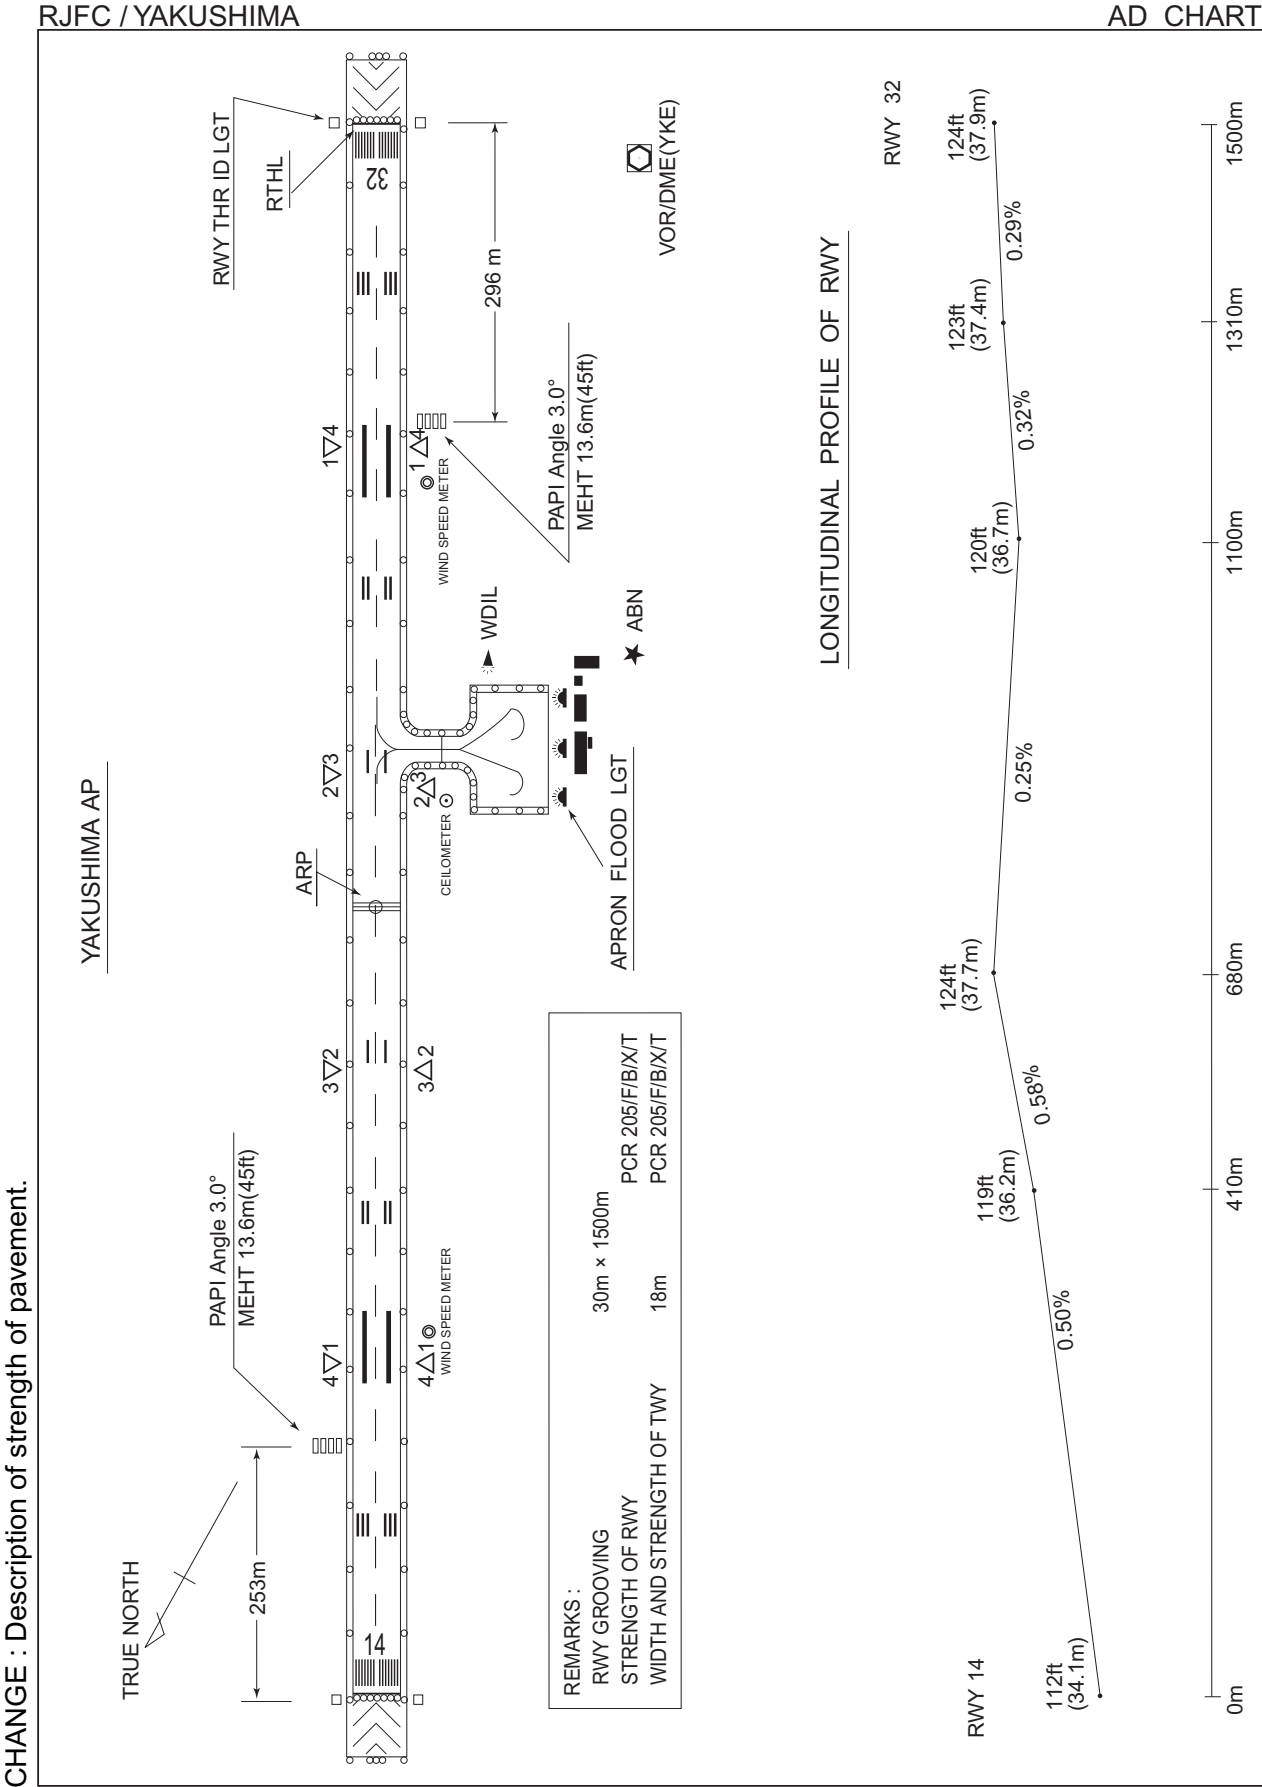 RJFC / YAKUSHIMA
AD CHART
CHANGE : Description of strength of pavement.
YAKUSHIMA AP
TRUE NORTH
253m
PAPI Angle 3.0°
MEHT 13.6m(45ft)
ARP
RWY THR ID LGT
RTHL
14
32
4 1
3 2
2 3
1 4
4 1
3 2
2 3
1 4
WIND SPEED METER
CEILOMETER
WIND SPEED METER
WDIL
296 m
PAPI Angle 3.0°
MEHT 13.6m(45ft)
VOR/DME(YKE)
ABN
APRON FLOOD LGT
REMARKS :
RWY GROOVING 30m × 1500m
STRENGTH OF RWY PCR 205/F/B/X/T
WIDTH AND STRENGTH OF TWY 18m PCR 205/F/B/X/T
LONGITUDINAL PROFILE OF RWY
RWY 14
RWY 32
112ft
(34.1m)
0.50%
119ft
(36.2m)
0.58%
124ft
(37.7m)
0.25%
120ft
(36.7m)
0.32%
123ft
(37.4m)
0.29%
124ft
(37.9m)
0m
410m
680m
1100m
1310m
1500m